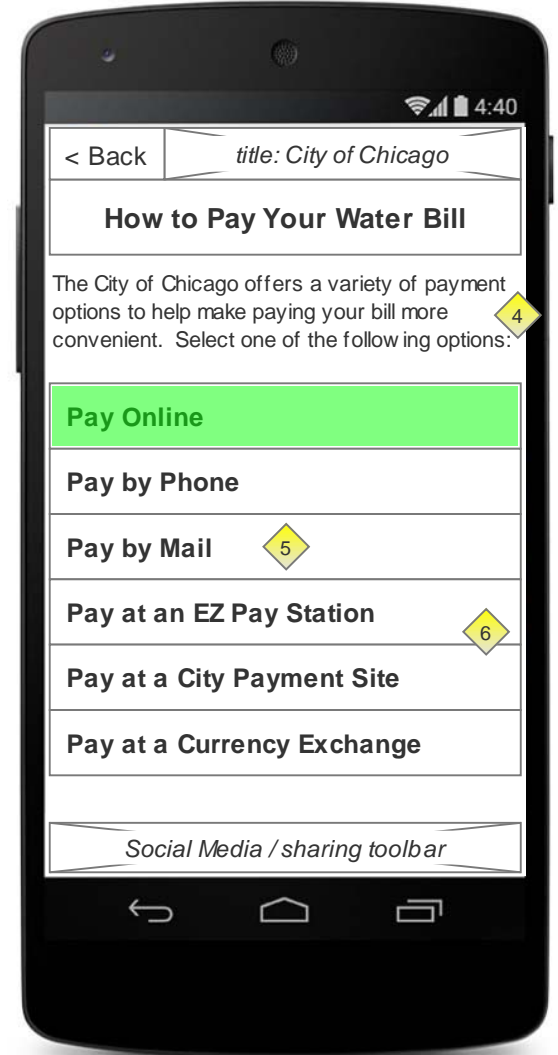 4:40
< Back title: City of Chicago
How to Pay Your Water Bill
The City of Chicago offers a variety of payment
options to help make paying your bill more
4
convenient. Select one of the following options:
Pay Online
Pay by Phone
Pay by Mail 5
Pay at an EZ Pay Station
6
Pay at a City Payment Site
Pay at a Currency Exchange
Social Media / sharing toolbar